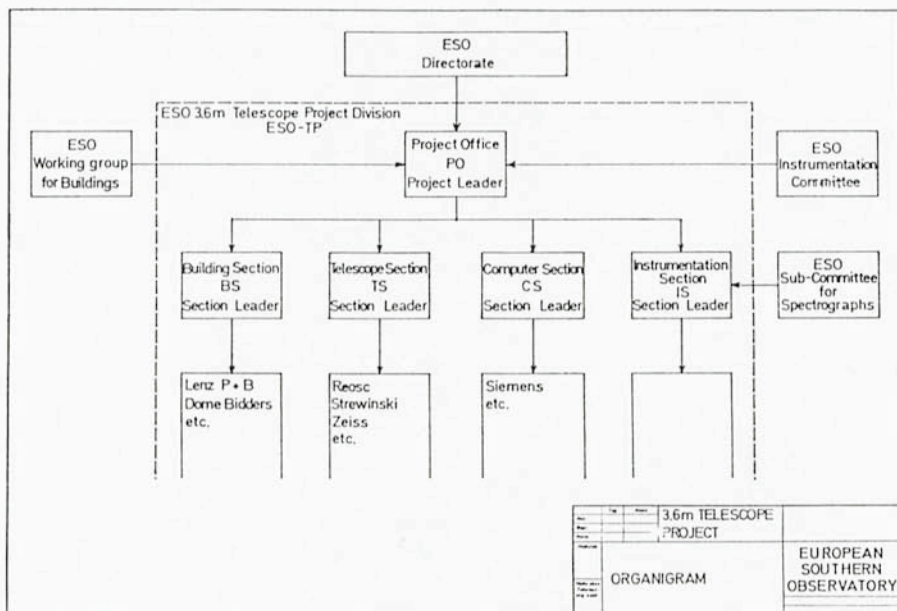 ESO
Directorate
ESO 3.6m Telescope Project Division
ESO-TP
ESO
Working group
for Buildings
Project Office
PO
Project Leader
ESO
Instrumentation
Committee
Building Section
BS
Section Leader
Telescope Section
TS
Section Leader
Computer Section
CS
Section Leader
Instrumentation
Section
IS
Section Leader
ESO
Sub-Committee
for
Spectrographs
Lenz P + B
Dome Bidders
etc.
Reosc
Strewinski
Zeiss
etc.
Siemens
etc.
3.6m TELESCOPE
PROJECT
ORGANIGRAM
EUROPEAN
SOUTHERN
OBSERVATORY